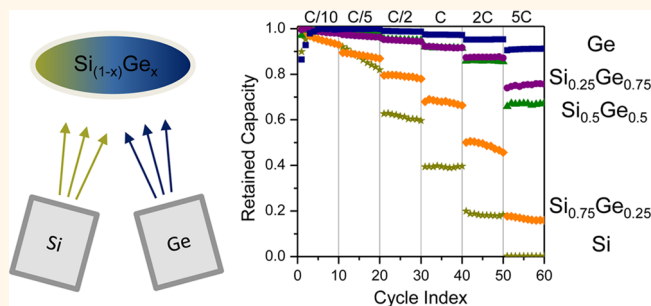 Si(1-x)Gex
Si
Ge
C/10 C/5 C/2 C 2C 5C
Retained Capacity
1.0
0.8
0.6
0.4
0.2
0.0
0 10 20 30 40 50 60
Cycle Index
Ge
Si0.25Ge0.75
Si0.5Ge0.5
Si0.75Ge0.25
Si